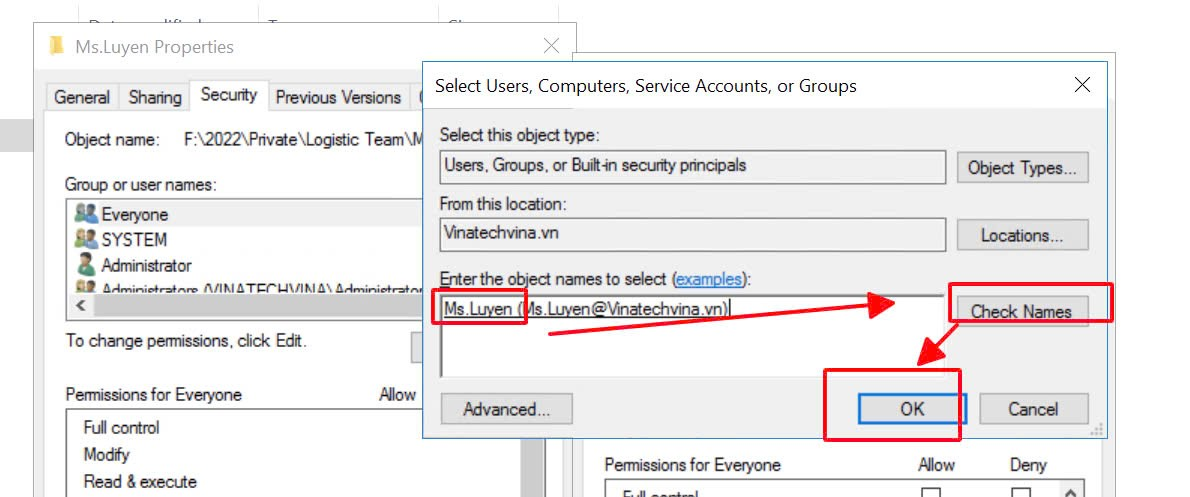 Ms.Luyen Properties
General
Sharing
Security
Previous Versions
Object name: F:\2022\Private\Logistic Team\M
Group or user names:
Everyone
SYSTEM
Administrator
Administrators (VINATECHVINA\Administrator
To change permissions, click Edit.
Permissions for Everyone
Allow
Full control
Modify
Read & execute
Select Users, Computers, Service Accounts, or Groups
Select this object type:
Users, Groups, or Built-in security principals
Object Types...
From this location:
Vinatechvina.vn
Locations...
Enter the object names to select (examples):
Ms.Luyen (Ms.Luyen@Vinatechvina.vn)
Check Names
Advanced...
OK
Cancel
Permissions for Everyone
Allow
Deny
Full control